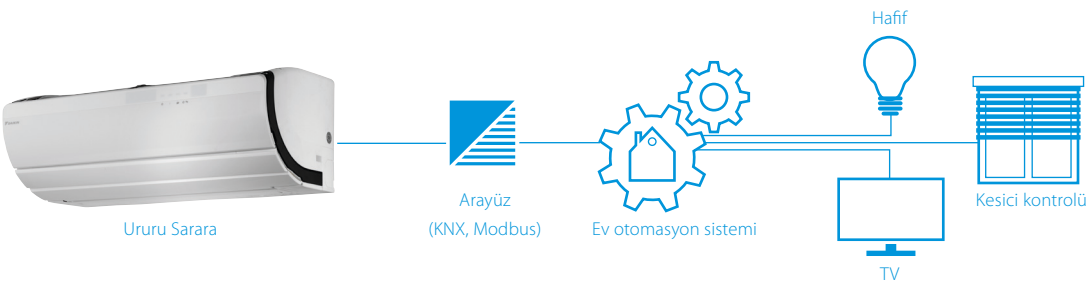 Hafif
Ururu Sarara
Arayüz
(KNX, Modbus)
Ev otomasyon sistemi
Kesici kontrolü
TV